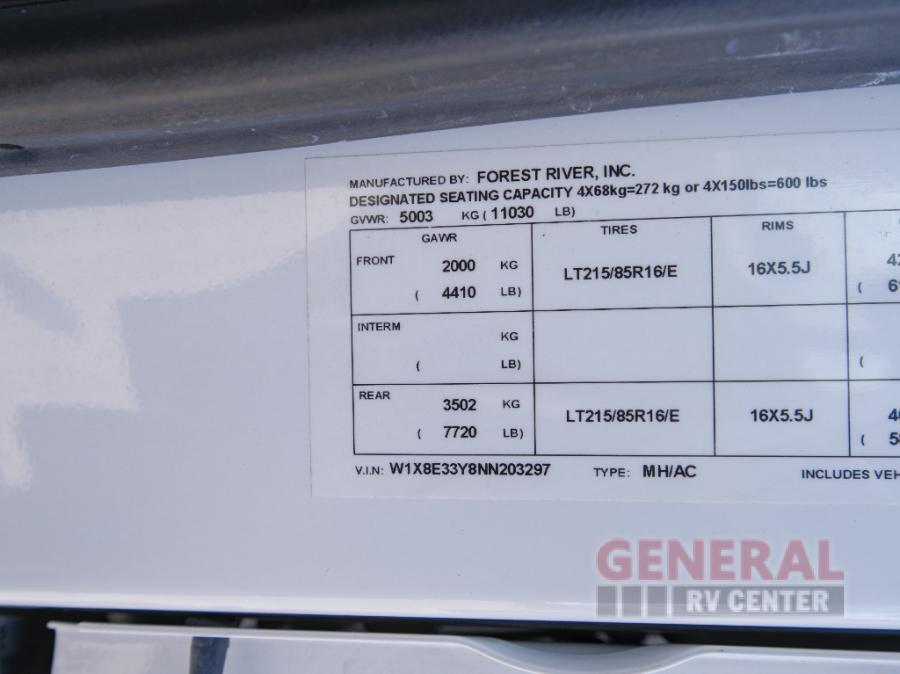 MANUFACTURED BY: FOREST RIVER, INC.
DESIGNATED SEATING CAPACITY 4X68kg=272 kg or 4X150lbs=600 lbs
GVWR: 5003 KG ( 11030 LB)
GAWR TIRES RIMS
FRONT 2000 KG LT215/85R16/E 16X5.5J
( 4410 LB) (
INTERM KG
( LB) (
REAR 3502 KG LT215/85R16/E 16X5.5J
( 7720 LB) (
V.I.N: W1X8E33Y8NN203297 TYPE: MH/AC INCLUDES
GENERAL
RV CENTER